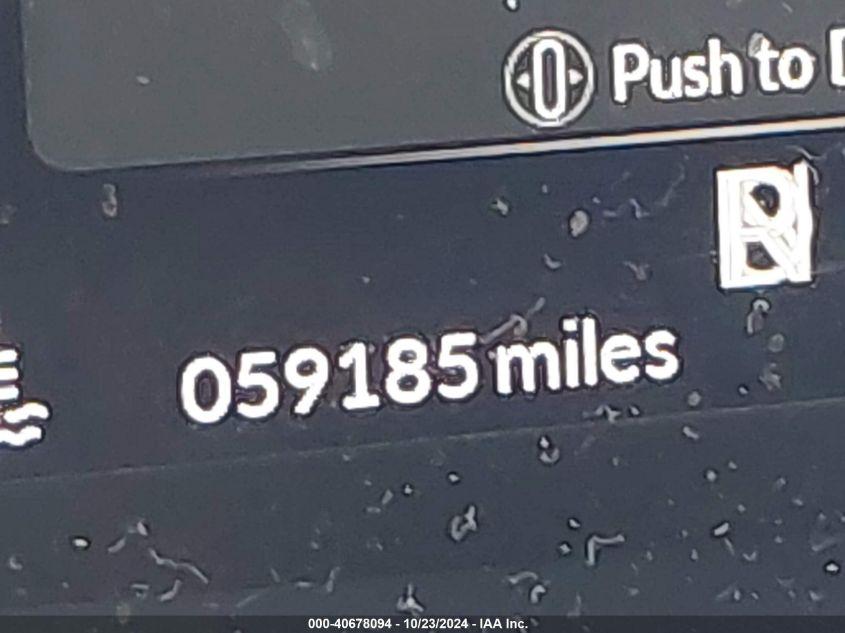 Push to
059185 miles
000-40678094 - 10/23/2024 - IAA Inc.